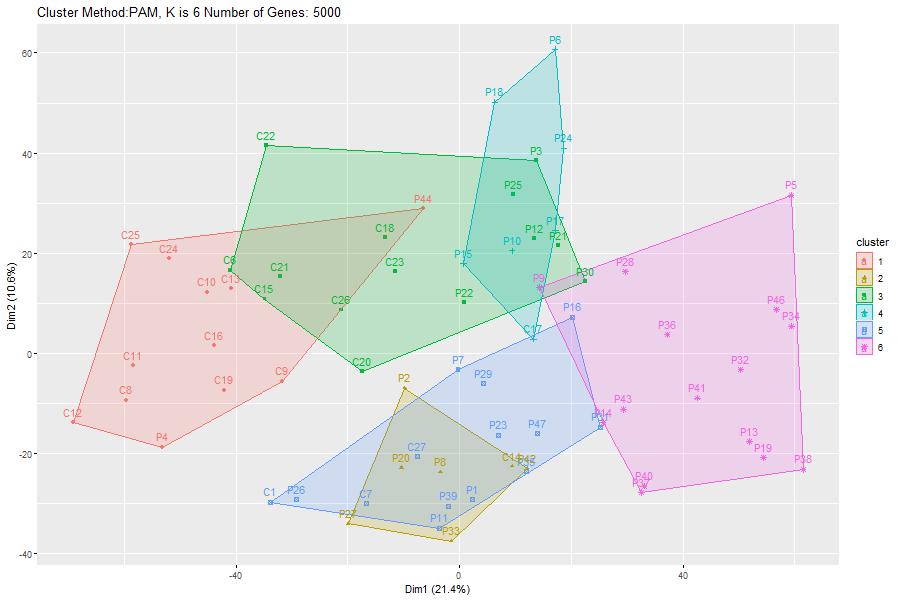 Cluster Method:PAM, K is 6 Number of Genes: 5000
P6
60
P18
P24
C22
40
P3
P25
P5
P44
P17
C25
C18
P12
P21
C24
P10
20
C6
C21
C23
P15
P28
C10
C13
P9
P30
C15
C26
P22
P16
P46
P34
C16
C17
P36
0
C11
C20
P7
P32
C9
P29
C19
P2
C8
P43
P41
C12
P4
P23
P47
P14
P13
C27
P19
-20
P20
P8
C14
P38
C1
P26
C7
P39
P1
P40
P27
P11
P33
-40
-40
0
40
Dim1 (21.4%)
Dim2 (10.6%)
cluster
1
2
3
4
5
6